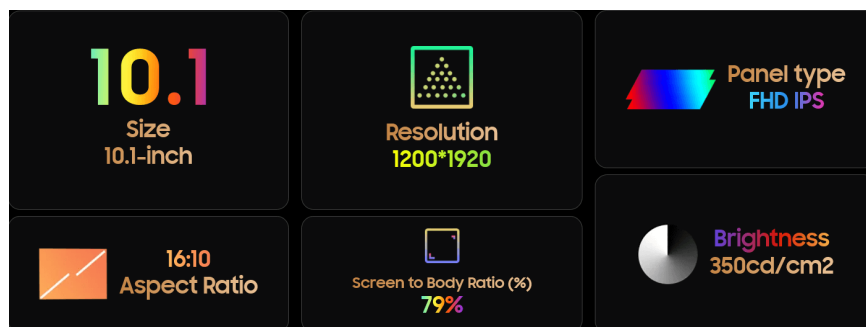 10.1
Size
10.1-inch
Resolution
1200*1920
Panel type
FHD IPS
16:10
Aspect Ratio
Screen to Body Ratio (%)
79%
Brightness
350cd/cm2